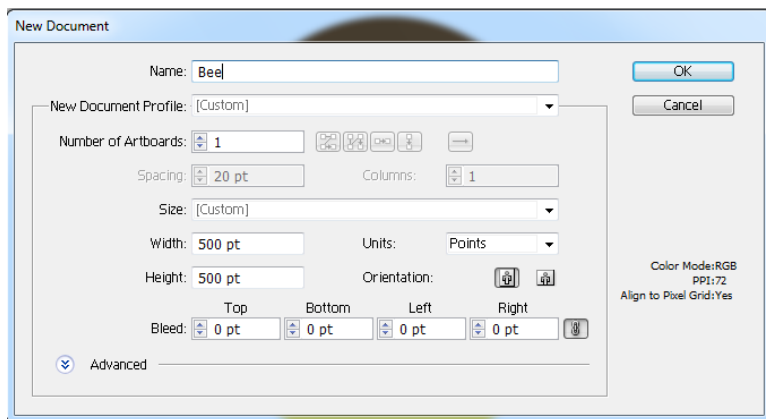 New Document
Name: Bee
OK
New Document Profile: [Custom]
Cancel
Number of Artboards: 1
Spacing: 20 pt Columns: 1
Size: [Custom]
Width: 500 pt Units: Points
Height: 500 pt Orientation:
Color Mode:RGB
PPI:72
Align to Pixel Grid:Yes
Top Bottom Left Right
Bleed: 0 pt 0 pt 0 pt 0 pt
Advanced